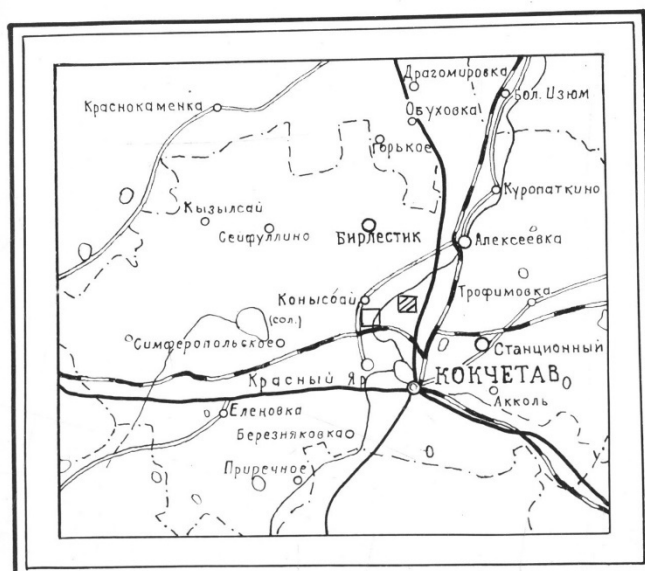 Драгомировка
Краснокаменка
Бол. Изюм
Обуховка
Горькое
Куропаткино
Кызылсай
Сейфуллино
Бирлестик
Алексеевка
Конысбай
Трофимовка
(сол.)
Симферопольское
Станционный
Красный Яр
КОКЧЕТАВ
Акколь
Еленовка
Березняковка
Приречное